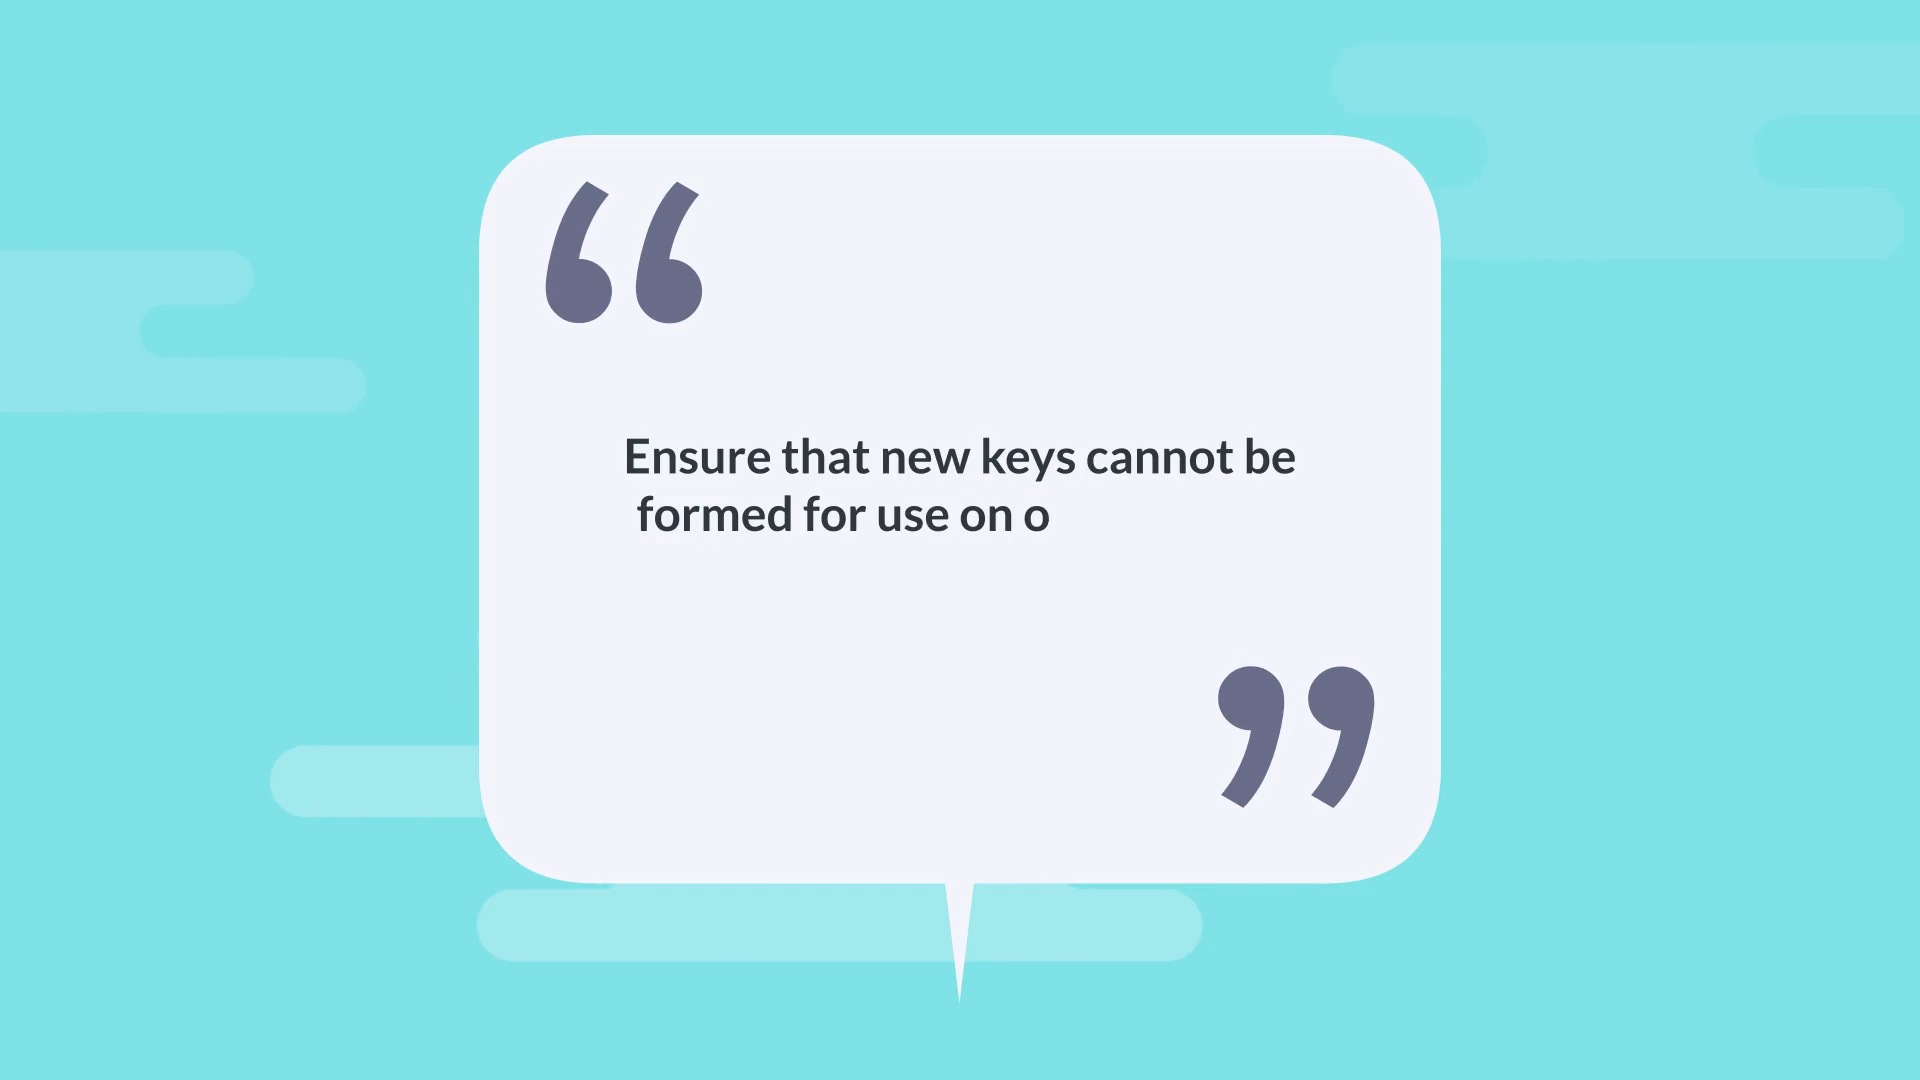 “
Ensure that new keys cannot be
formed for use on o
”